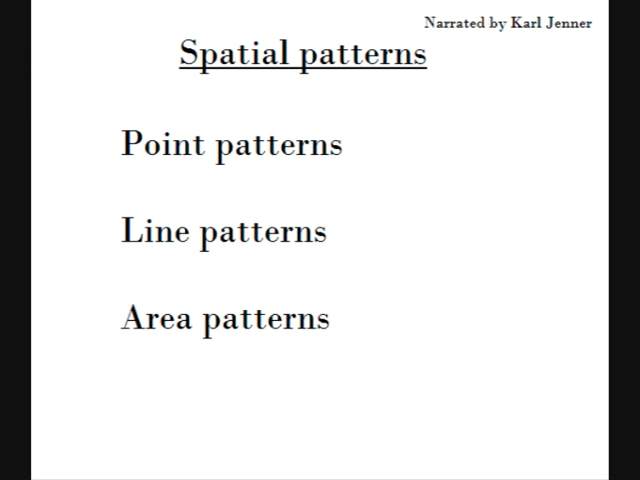 Narrated by Karl Jenner
Spatial patterns
Point patterns
Line patterns
Area patterns